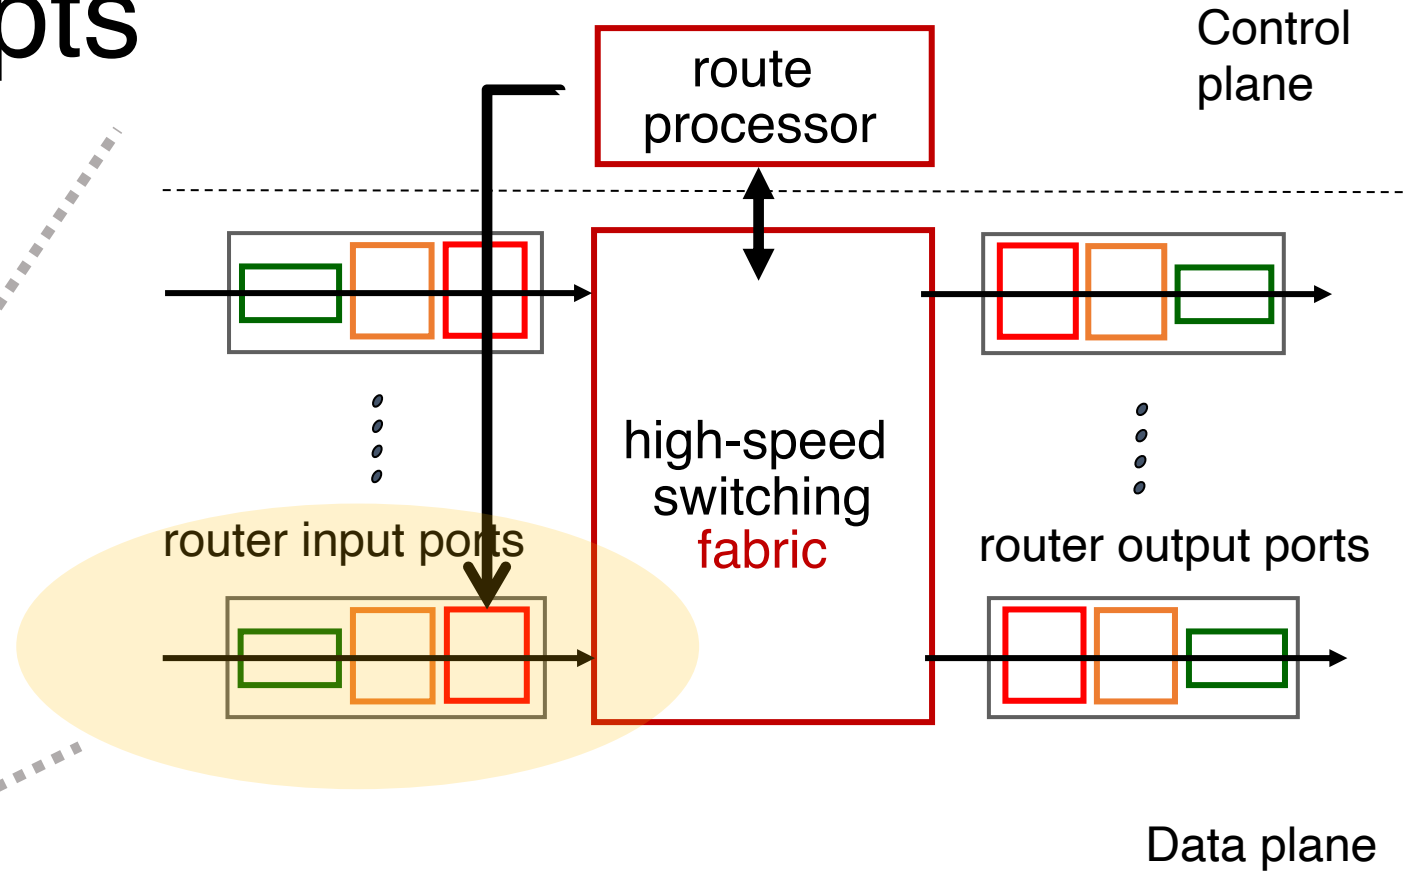 pts
Control
plane
route
processor
high-speed
switching
fabric
router input ports
router output ports
Data plane